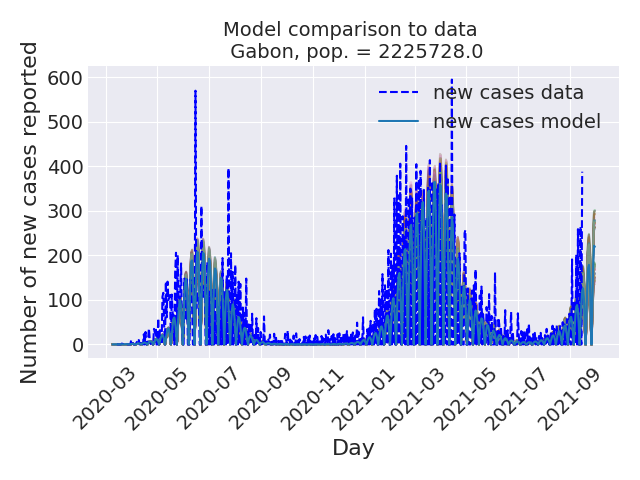 Model comparison to data
Gabon, pop. = 2225728.0
Number of new cases reported
600
500
400
300
200
100
0
new cases data
new cases model
2020-03
2020-05
2020-07
2020-09
2020-11
2021-01
2021-03
2021-05
2021-07
2021-09
Day